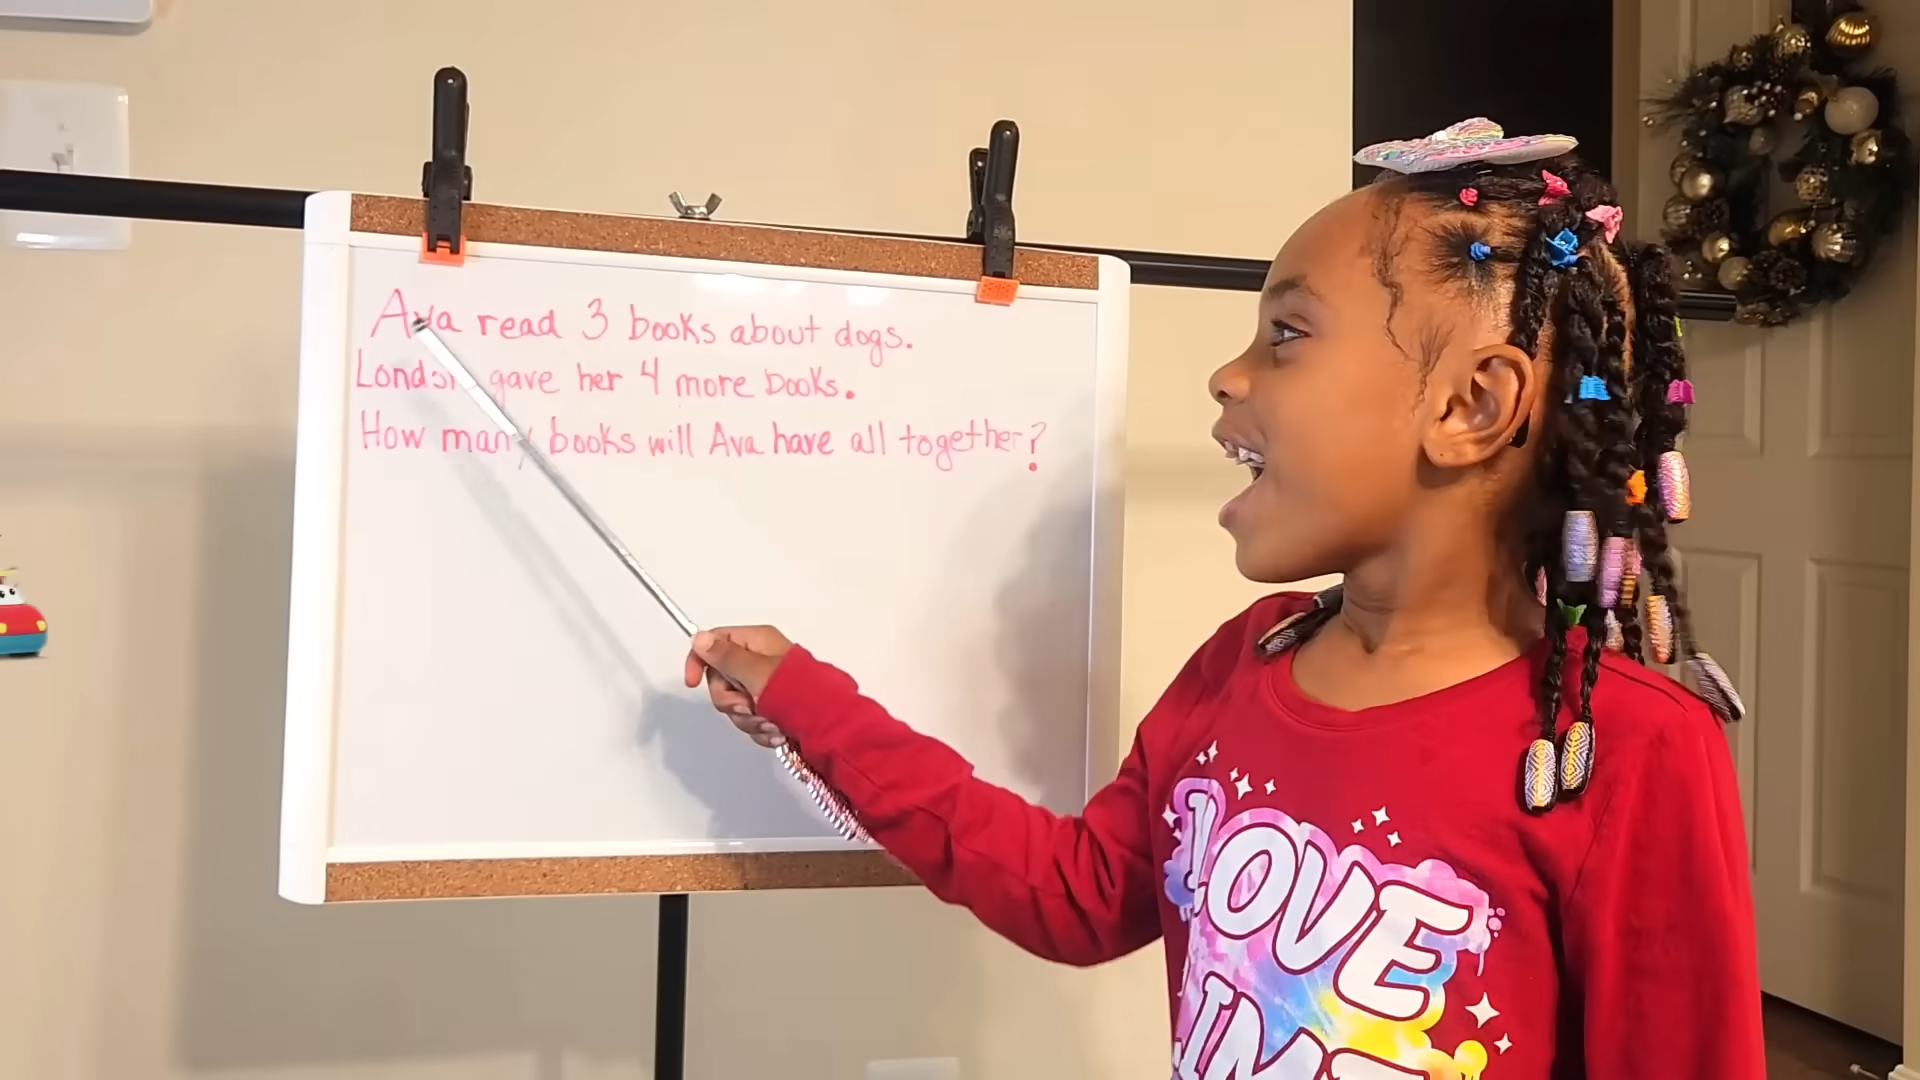 Ava read 3 books about dogs.
London gave her 4 more books.
How many books will Ava have all together?
LOVE